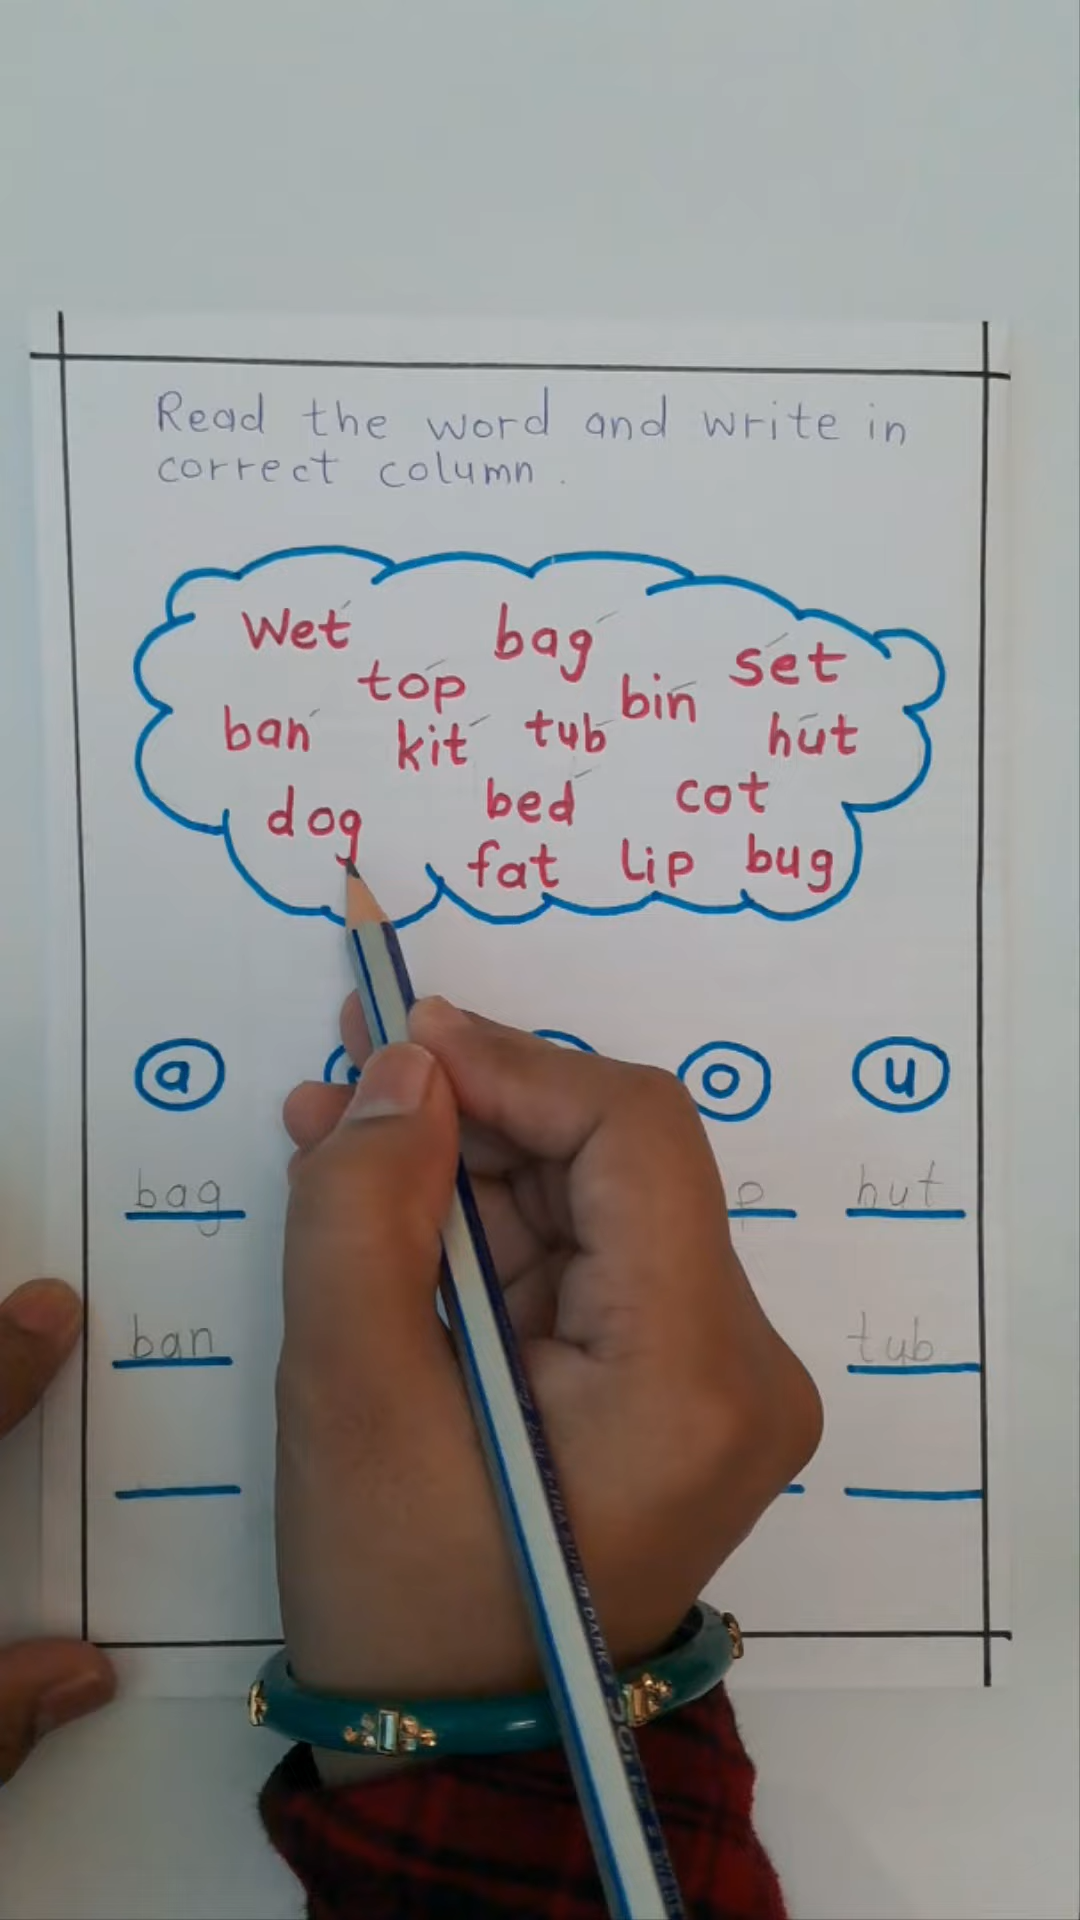 Read the word and write in
correct column.
wet bag set
top bin
ban kit tub hut
dog bed cot
fat lip bug
a o u
bag hut
ban tub